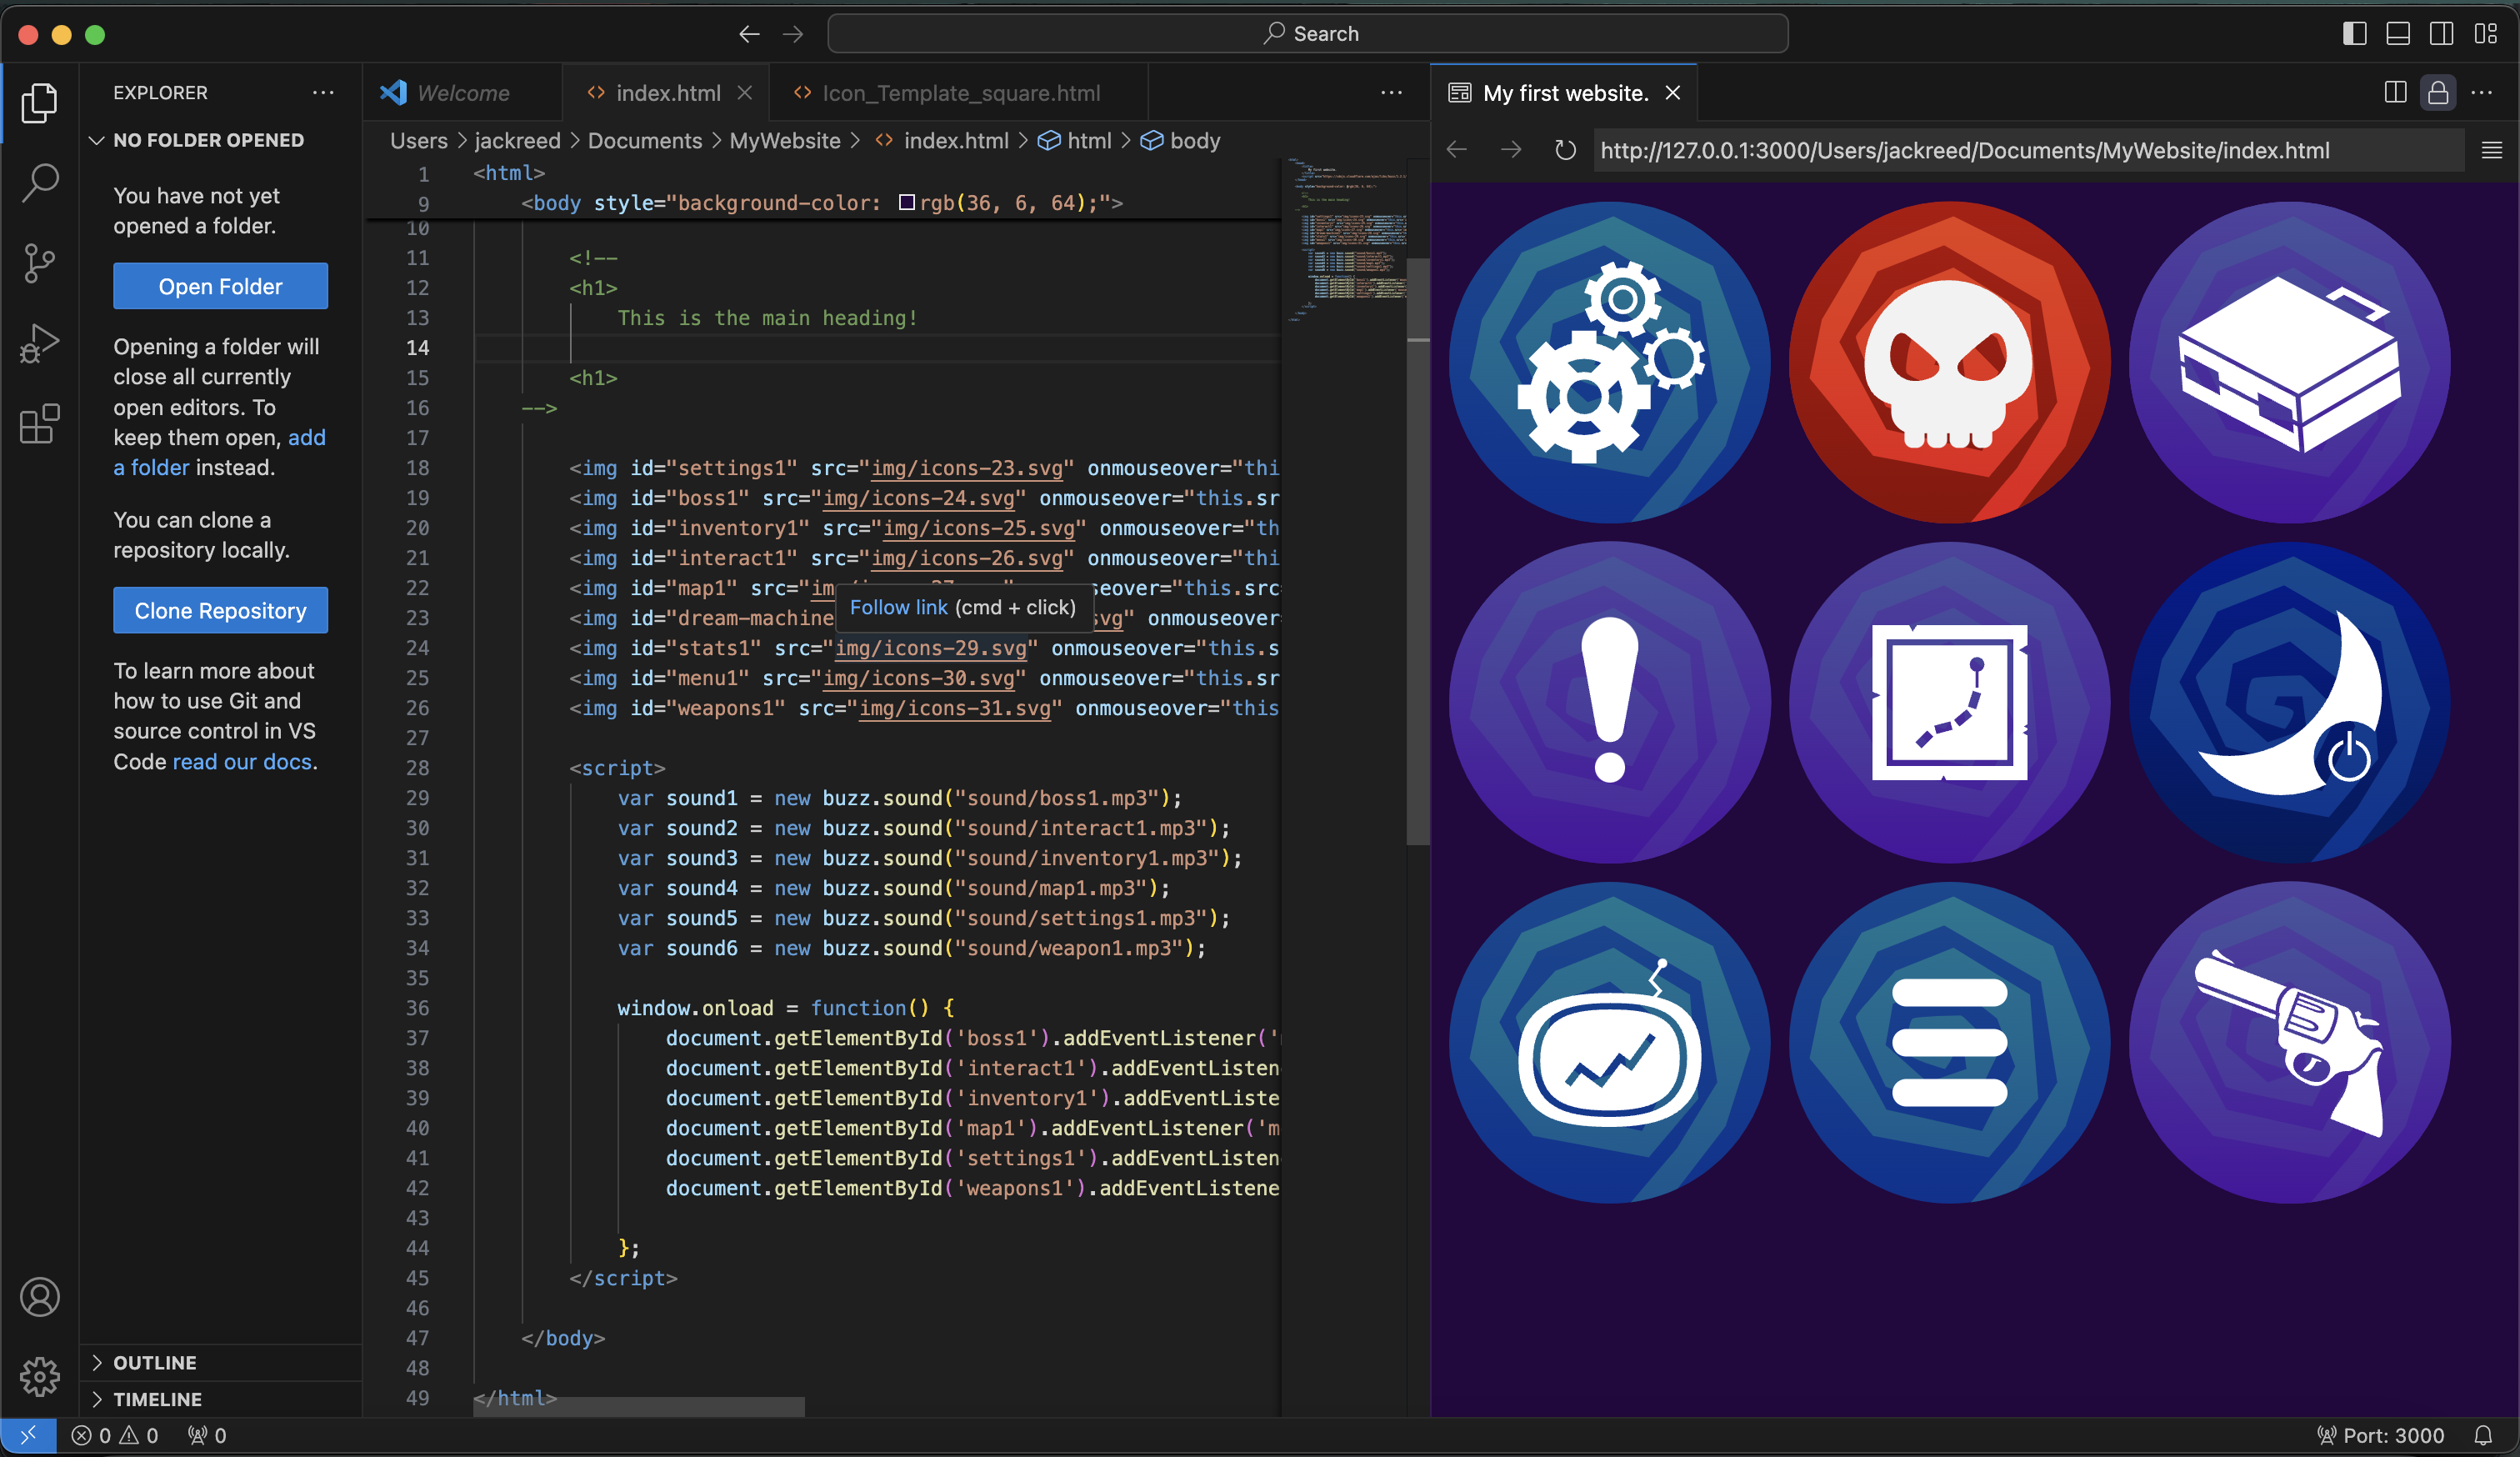 Search
EXPLORER
NO FOLDER OPENED
You have not yet
opened a folder.
Open Folder
Opening a folder will
close all currently
open editors. To
keep them open, add
a folder instead.
You can clone a
repository locally.
Clone Repository
To learn more about
how to use Git and
source control in VS
Code read our docs.
OUTLINE
TIMELINE
Welcome
index.html
Icon_Template_square.html
Users > jackreed > Documents > MyWebsite > index.html > html > body
1 <html>
9 <body style="background-color: rgb(36, 6, 64);">
10
11 <!--
12 <h1>
13 This is the main heading!
14
15 <h1>
16 -->
17
18 <img id="settings1" src="img/icons-23.svg" onmouseover="thi
19 <img id="boss1" src="img/icons-24.svg" onmouseover="this.sr
20 <img id="inventory1" src="img/icons-25.svg" onmouseover="th
21 <img id="interact1" src="img/icons-26.svg" onmouseover="thi
22 <img id="map1" src="im seover="this.src
Follow link (cmd + click)
23 <img id="dream-machine svg" onmouseover=
24 <img id="stats1" src="img/icons-29.svg" onmouseover="this.s
25 <img id="menu1" src="img/icons-30.svg" onmouseover="this.sr
26 <img id="weapons1" src="img/icons-31.svg" onmouseover="this
27
28 <script>
29 var sound1 = new buzz.sound("sound/boss1.mp3");
30 var sound2 = new buzz.sound("sound/interact1.mp3");
31 var sound3 = new buzz.sound("sound/inventory1.mp3");
32 var sound4 = new buzz.sound("sound/map1.mp3");
33 var sound5 = new buzz.sound("sound/settings1.mp3");
34 var sound6 = new buzz.sound("sound/weapon1.mp3");
35
36 window.onload = function() {
37 document.getElementById('boss1').addEventListener('
38 document.getElementById('interact1').addEventListen
39 document.getElementById('inventory1').addEventListe
40 document.getElementById('map1').addEventListener('m
41 document.getElementById('settings1').addEventListen
42 document.getElementById('weapons1').addEventListene
43
44 };
45 </script>
46
47 </body>
48
49 </html>
My first website.
http://127.0.0.1:3000/Users/jackreed/Documents/MyWebsite/index.html
0 0 0
Port: 3000